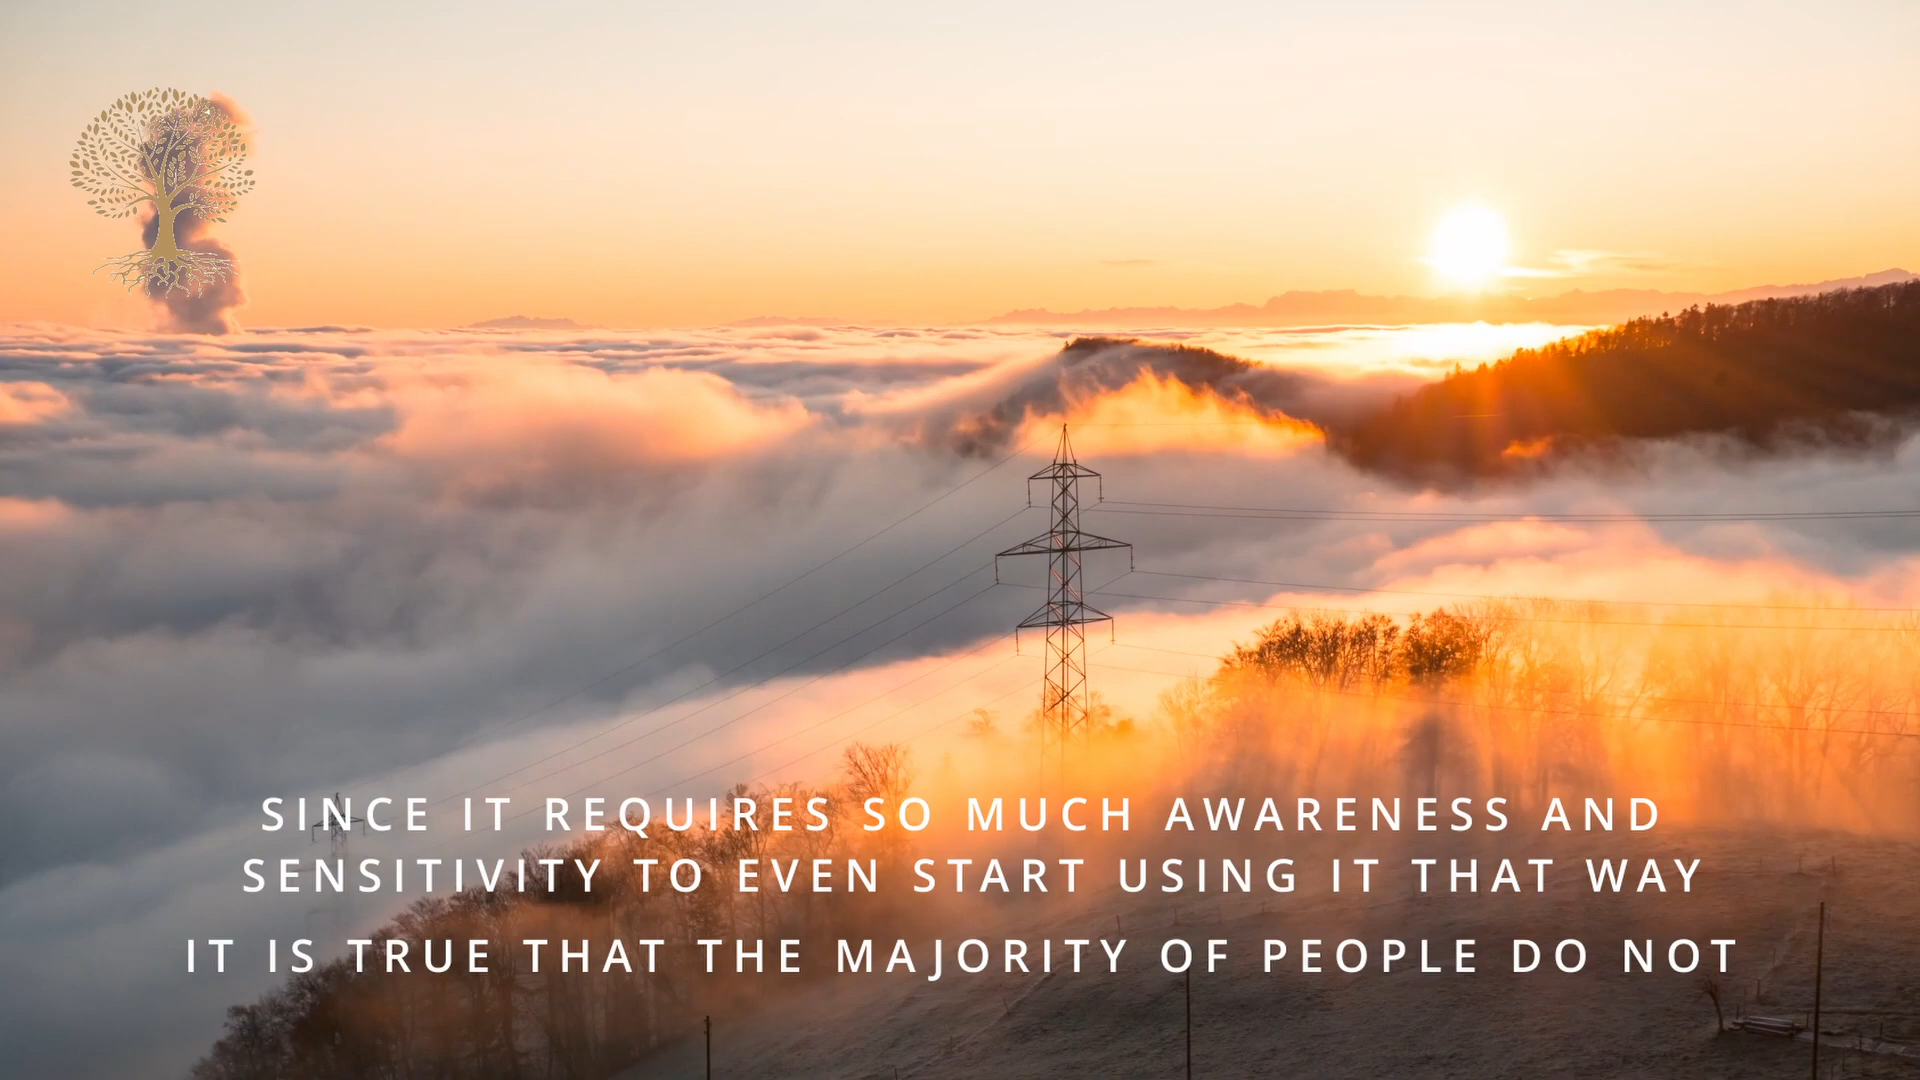 SINCE IT REQUIRES SO MUCH AWARENESS AND
SENSITIVITY TO EVEN START USING IT THAT WAY
IT IS TRUE THAT THE MAJORITY OF PEOPLE DO NOT